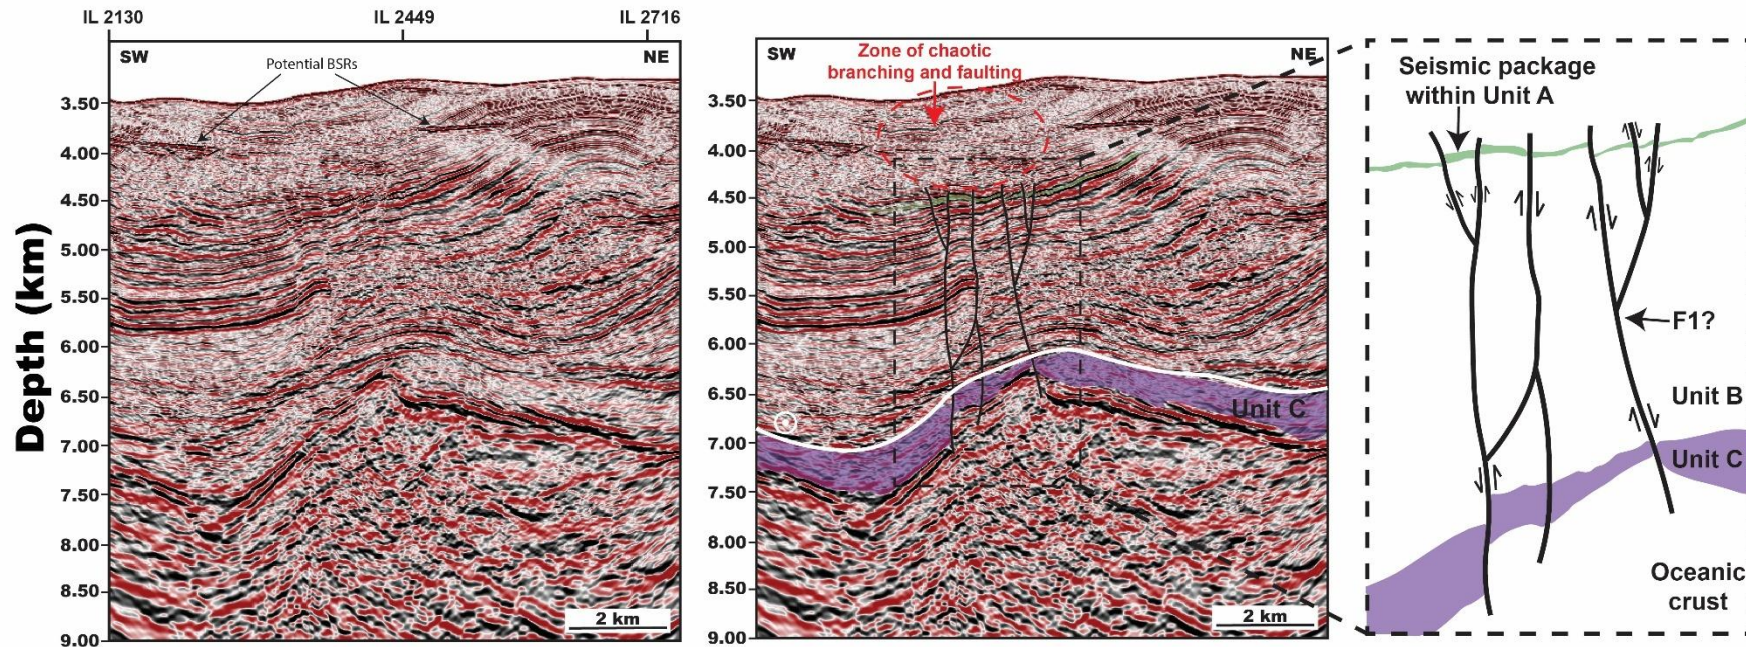 IL 2130
IL 2449
IL 2716
Depth (km)
SW
NE
Potential BSRs
3.50
4.00
4.50
5.00
5.50
6.00
6.50
7.00
7.50
8.00
8.50
9.00
2 km
SW
NE
Zone of chaotic
branching and faulting
3.50
4.00
4.50
5.00
5.50
6.00
6.50
7.00
7.50
8.00
8.50
9.00
Unit C
2 km
Seismic package
within Unit A
F1?
Unit B
Unit C
Oceanic
crust